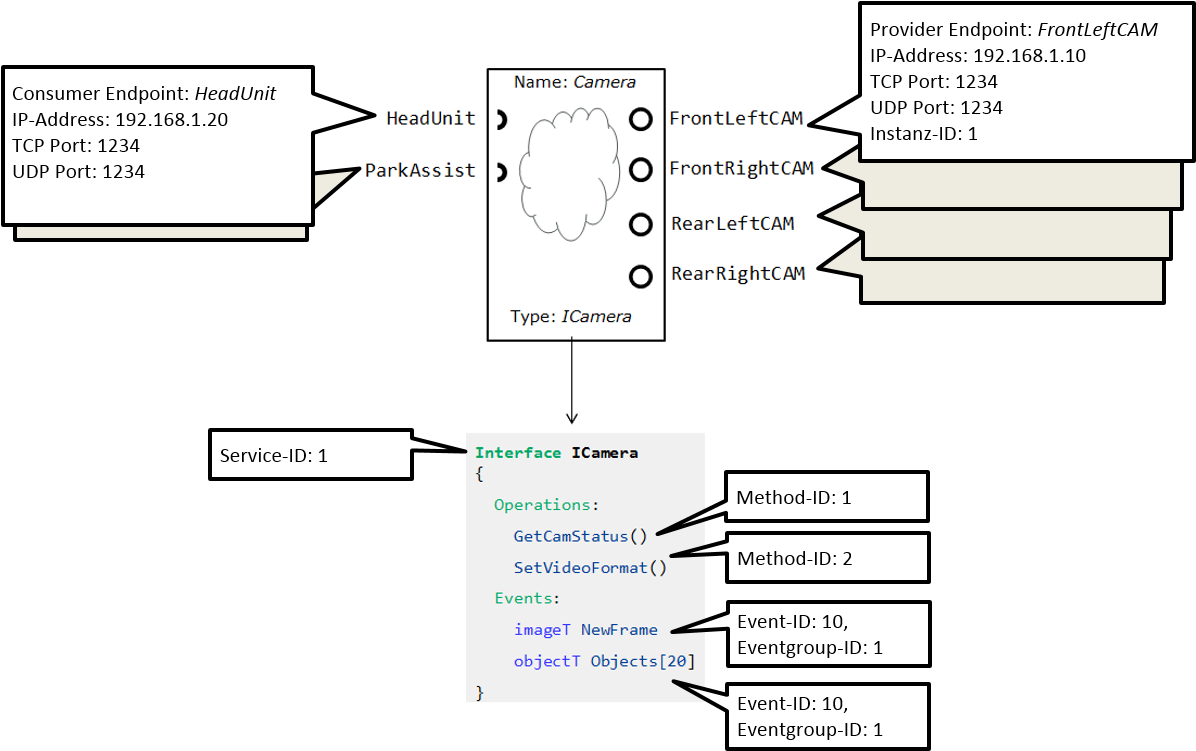 Consumer Endpoint: HeadUnit
IP-Address: 192.168.1.20
TCP Port: 1234
UDP Port: 1234
Name: Camera
HeadUnit
ParkAssist
FrontLeftCAM
FrontRightCAM
RearLeftCAM
RearRightCAM
Type: ICamera
Provider Endpoint: FrontLeftCAM
IP-Address: 192.168.1.10
TCP Port: 1234
UDP Port: 1234
Instanz-ID: 1
Service-ID: 1
Interface ICamera
{
Operations:
GetCamStatus()
SetVideoFormat()
Events:
imageT NewFrame
objectT Objects[20]
}
Method-ID: 1
Method-ID: 2
Event-ID: 10,
Eventgroup-ID: 1
Event-ID: 10,
Eventgroup-ID: 1